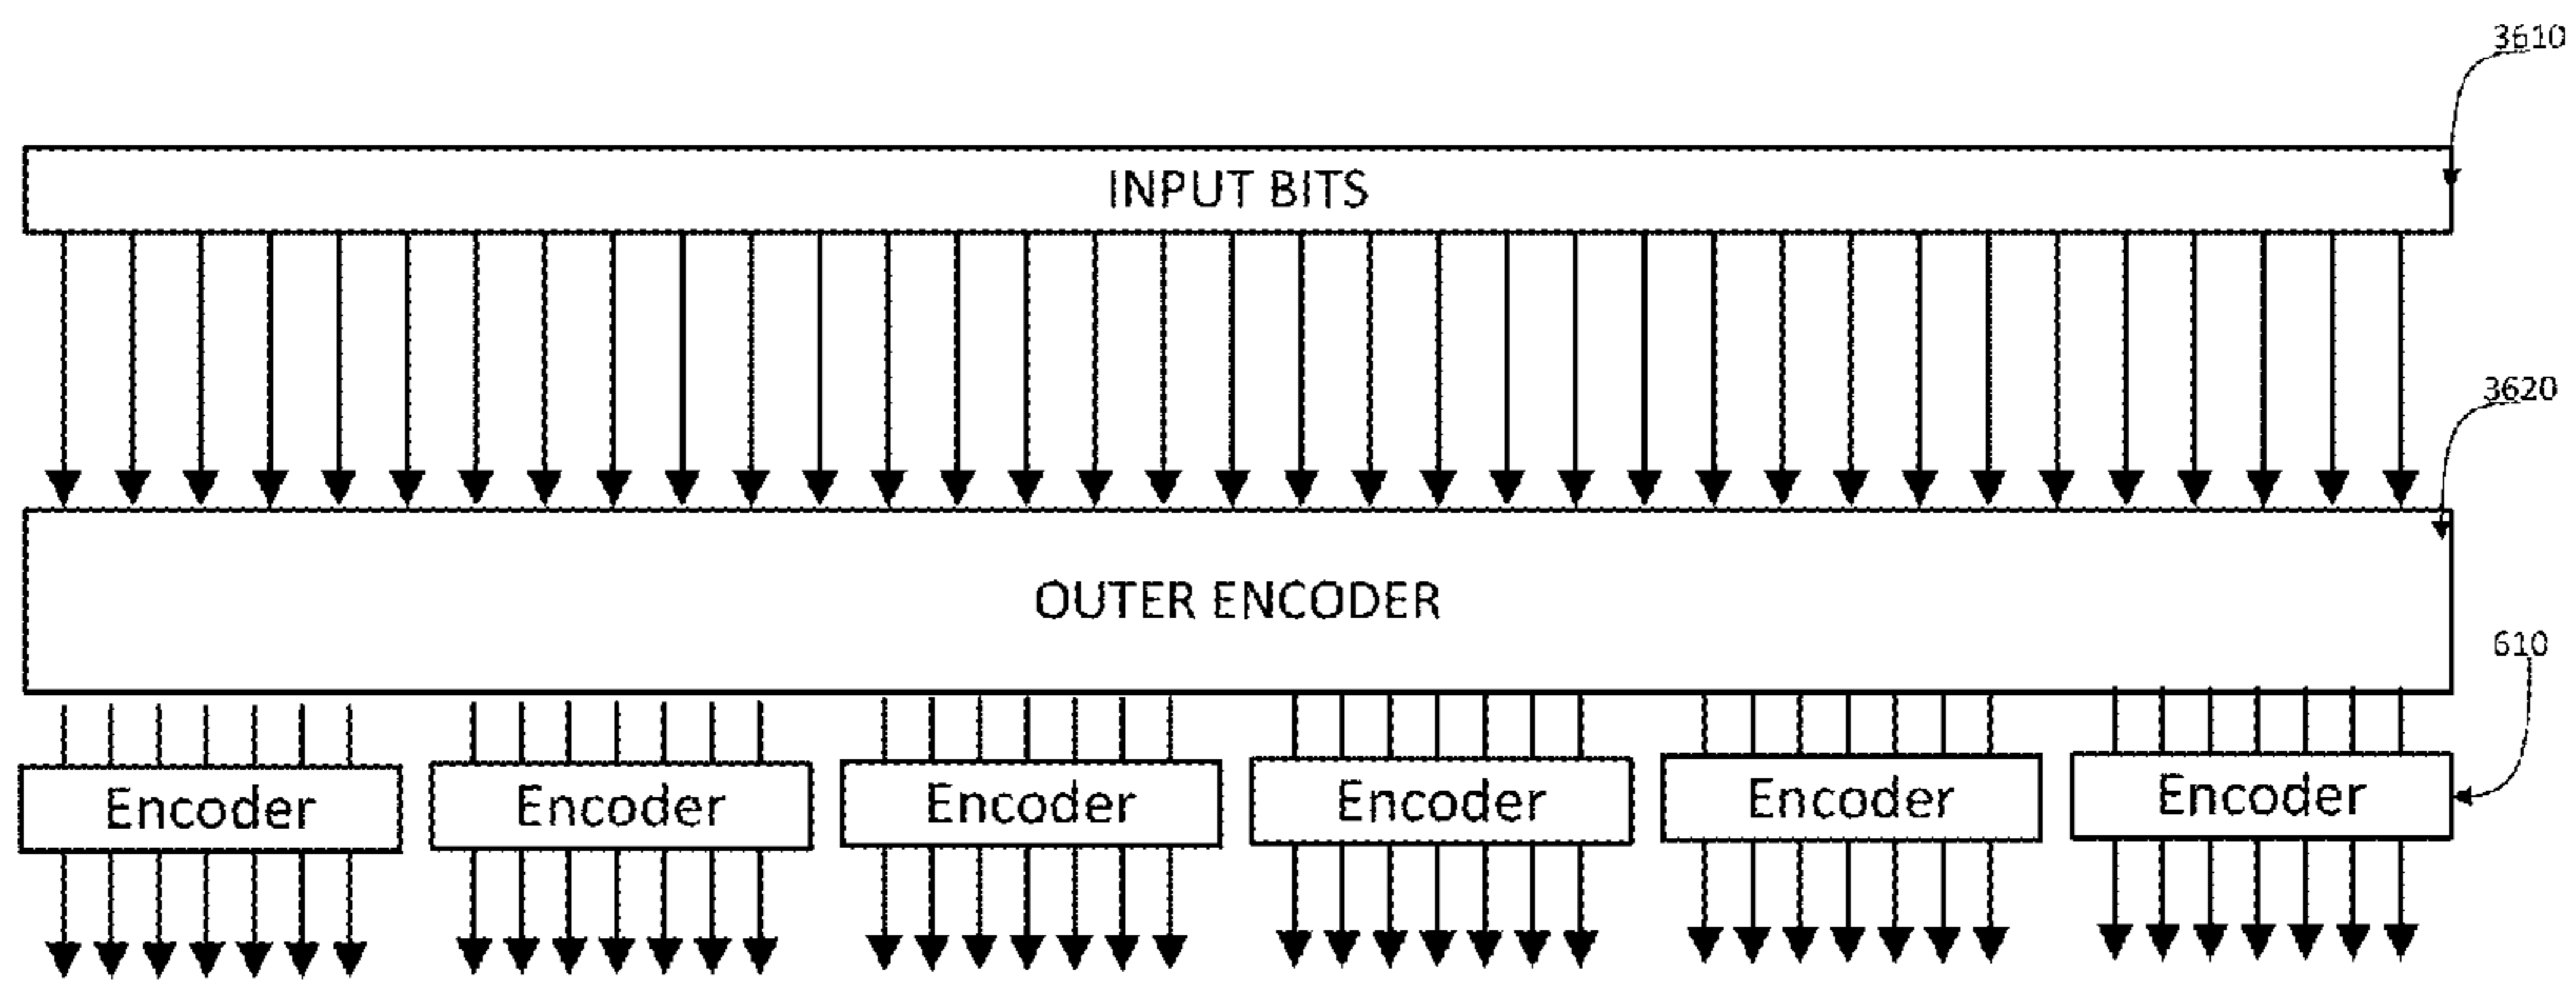 3610
INPUT BITS
3620
OUTER ENCODER
610
Encoder Encoder Encoder Encoder Encoder Encoder